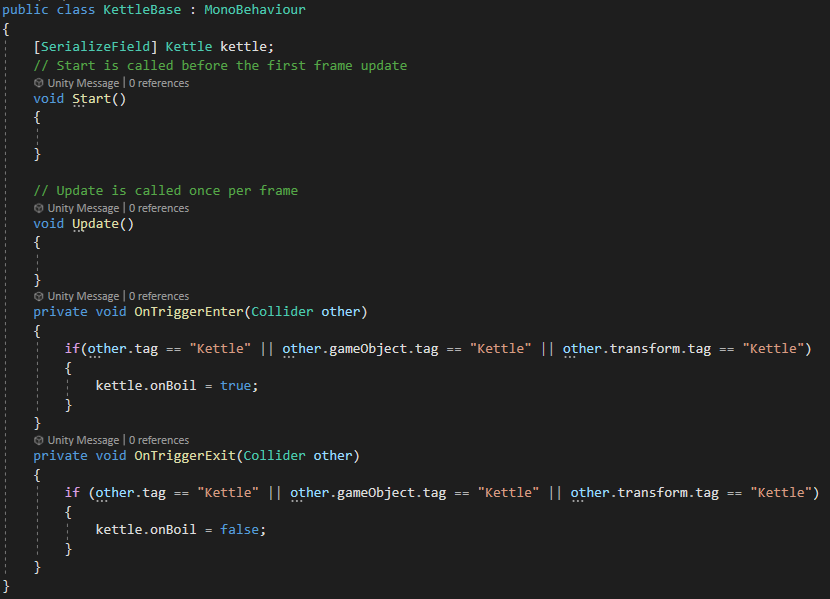 public class KettleBase : MonoBehaviour
{
[SerializeField] Kettle kettle;
// Start is called before the first frame update
Unity Message | 0 references
void Start()
{
}
// Update is called once per frame
Unity Message | 0 references
void Update()
{
}
Unity Message | 0 references
private void OnTriggerEnter(Collider other)
{
if(other.tag == "Kettle" || other.gameObject.tag == "Kettle" || other.transform.tag == "Kettle")
{
kettle.onBoil = true;
}
}
Unity Message | 0 references
private void OnTriggerExit(Collider other)
{
if (other.tag == "Kettle" || other.gameObject.tag == "Kettle" || other.transform.tag == "Kettle")
{
kettle.onBoil = false;
}
}
}